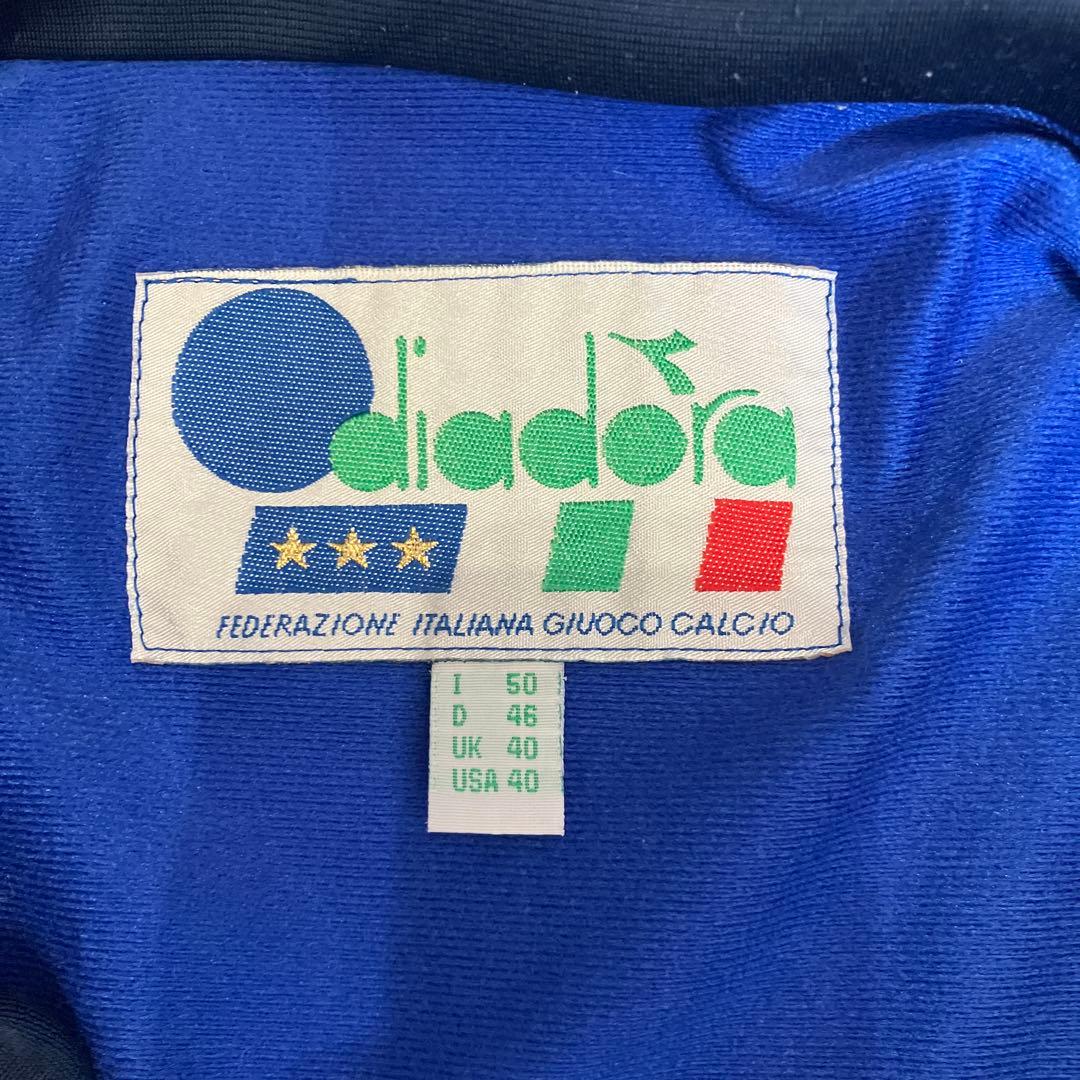 diadora
FEDERAZIONE ITALIANA GIUOCO CALCIO
I 50
D 46
UK 40
USA 40